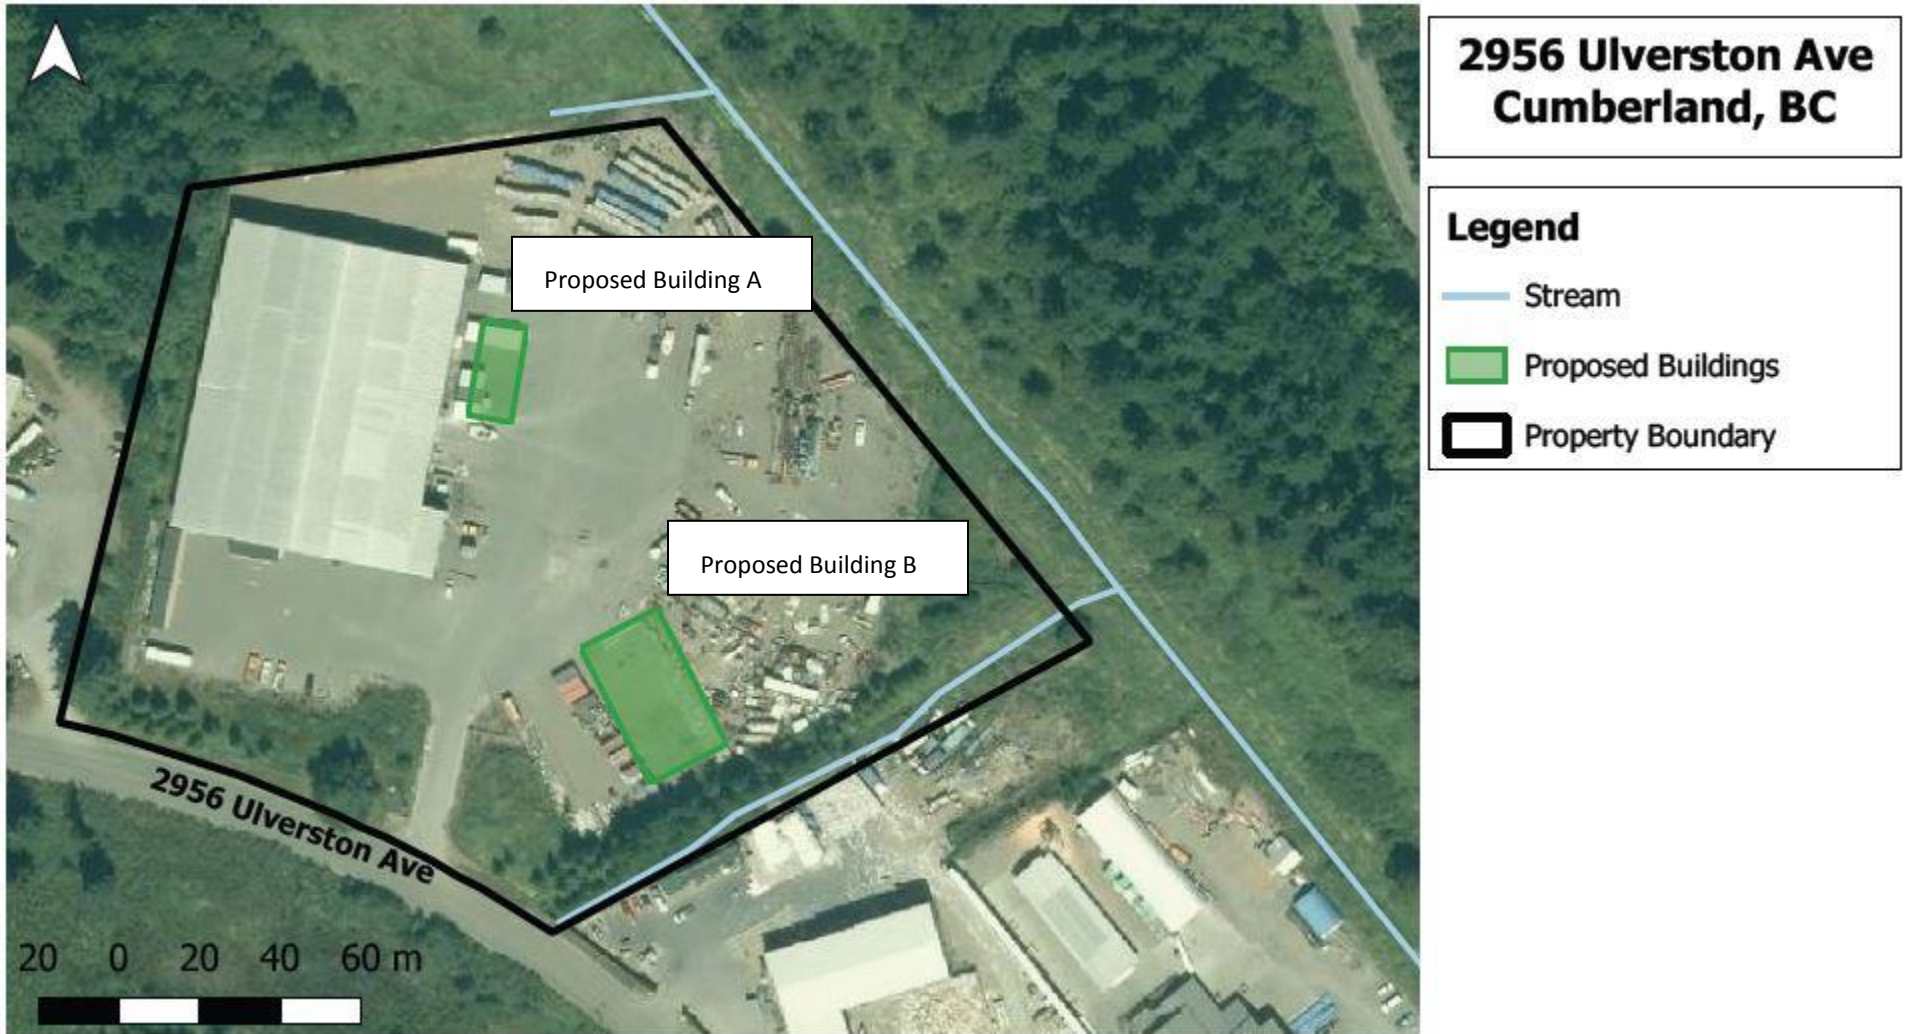 2956 Ulverston Ave
Cumberland, BC
Legend
Stream
Proposed Buildings
Property Boundary
Proposed Building A
Proposed Building B
2956 Ulverston Ave
20 0 20 40 60 m